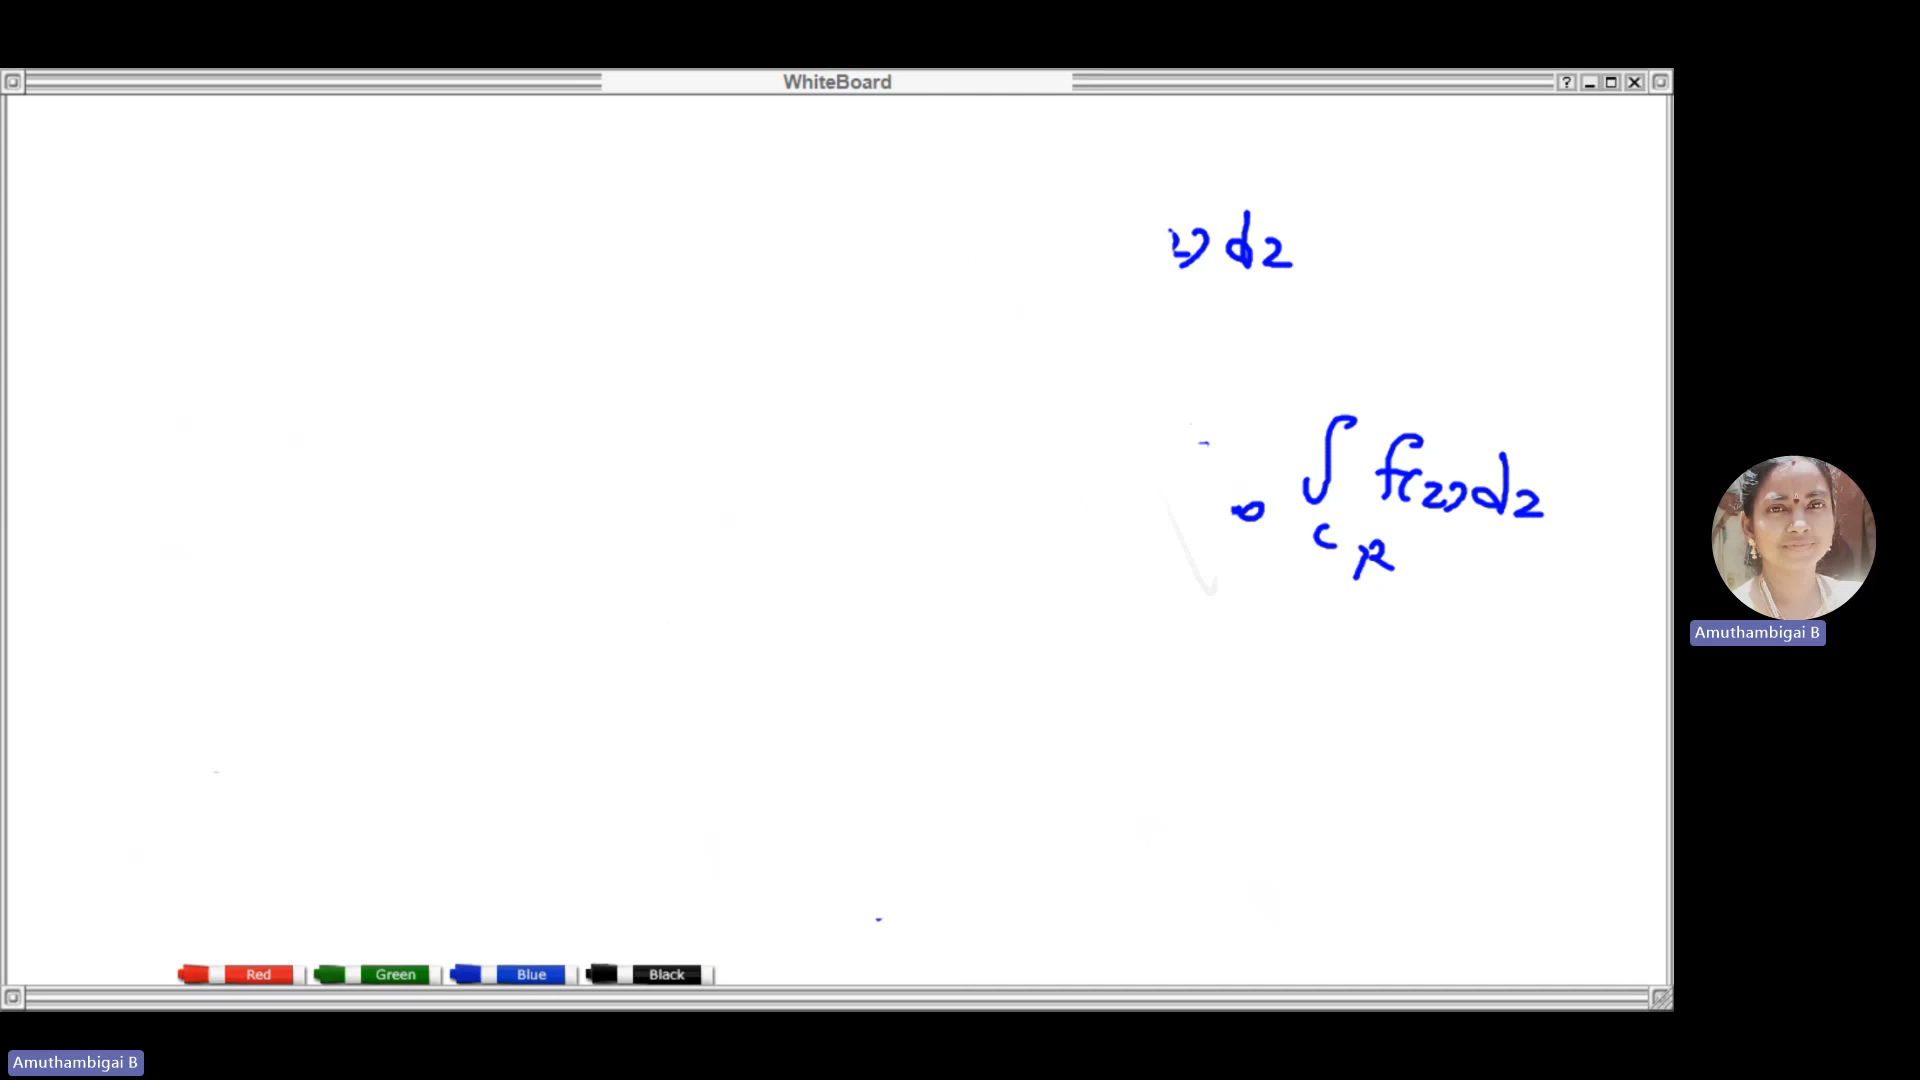 WhiteBoard
z) dz
∫ f(z) dz
C R
Amuthambigai B
Red Green Blue Black
Amuthambigai B